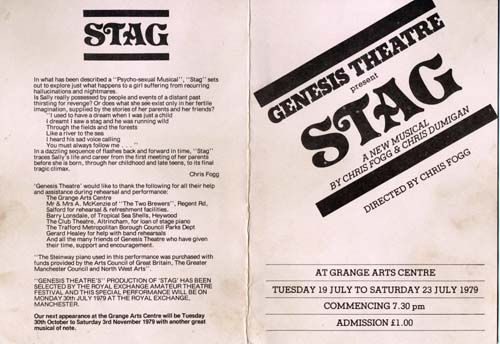 STAG
In what has been described a "Psycho-sexual Musical", "Stag" sets
out to explore just what happens to a girl suffering from recurring
hallucinations and nightmares.
Is Sally really possessed by people and events of a distant past
thirsting for revenge? Or does what she see exist only in her fertile
imagination, supplied by the stories of her parents and her friends?
"I used to have a dream when I was just a child
I dreamt I saw a stag and he was running wild
Through the fields and the forests
Like a river to the sea
I heard his sad voice calling
You must always follow me . . . "
In a dazzling sequence of flashes back and forward in time, "Stag"
traces Sally's life and career from the first meeting of her parents
before she is born, through her childhood and late teens, to its final
tragic climax.
Chris Fogg
'Genesis Theatre' would like to thank the following for all their help
and assistance during rehearsal and performance:
The Grange Arts Centre
Mr & Mrs A. McKenzie of "The Two Brewers", Regent Rd,
Salford for rehearsal & refreshment facilities.
Barry Lonsdale, of Tropical Sea Shells, Heywood
The Club Theatre, Altrincham, for loan of stage piano
The Trafford Metropolitan Borough Council Parks Dept
Gerard Healey for help with band rehearsals
And all the many friends of Genesis Theatre who have given
their time, support and encouragement.
"The Steinway piano used in this performance was purchased with
funds provided by the Arts Council of Great Britain, The Greater
Manchester Council and North West Arts".
"GENESIS THEATRE'S" PRODUCTION OF 'STAG' HAS BEEN
SELECTED BY THE ROYAL EXCHANGE AMATEUR THEATRE
FESTIVAL AND THIS SPECIAL PERFORMANCE WILL BE ON
MONDAY 30th JULY 1979 AT THE ROYAL EXCHANGE,
MANCHESTER.
Our next appearance at the Grange Arts Centre will be Tuesday
30th October to Saturday 3rd November 1979 with another great
musical of note.
GENESIS THEATRE
present
STAG
A NEW MUSICAL
BY CHRIS FOGG & CHRIS DUMIGAN
DIRECTED BY CHRIS FOGG
AT GRANGE ARTS CENTRE
TUESDAY 19 JULY TO SATURDAY 23 JULY 1979
COMMENCING 7.30 pm
ADMISSION £1.00